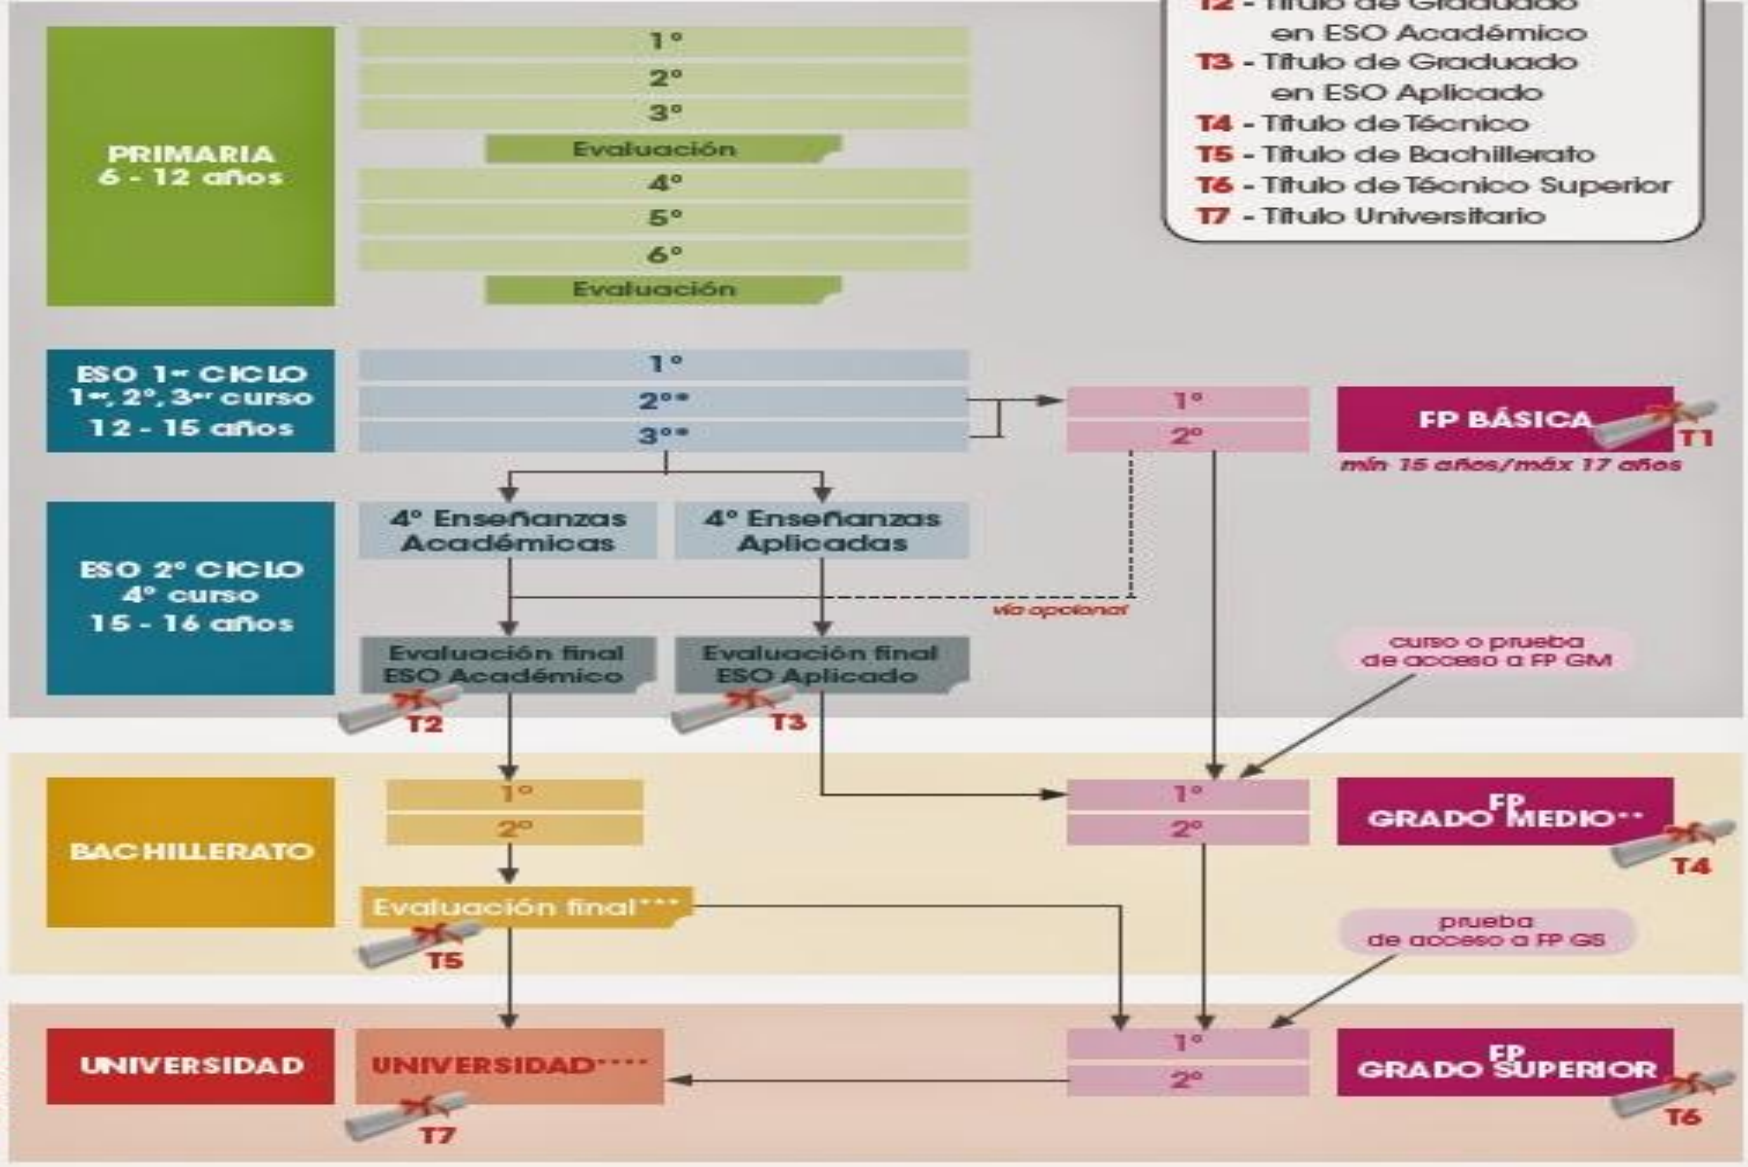 T2 - Título de Graduado
en ESO Académico
T3 - Título de Graduado
en ESO Aplicado
T4 - Título de Técnico
T5 - Título de Bachillerato
T6 - Título de Técnico Superior
T7 - Título Universitario
PRIMARIA
6 - 12 años
1º
2º
3º
Evaluación
4º
5º
6º
Evaluación
ESO 1er CICLO
1er, 2º, 3er curso
12 - 15 años
1º
2º*
3º*
1º
2º
FP BÁSICA
T1
mín 15 años/máx 17 años
ESO 2º CICLO
4º curso
15 - 16 años
4º Enseñanzas
Académicas
4º Enseñanzas
Aplicadas
vía opcional
Evaluación final
ESO Académico
T2
Evaluación final
ESO Aplicado
T3
curso o prueba
de acceso a FP GM
BACHILLERATO
1º
2º
Evaluación final***
T5
1º
2º
FP
GRADO MEDIO**
T4
prueba
de acceso a FP GS
UNIVERSIDAD
UNIVERSIDAD****
T7
1º
2º
FP
GRADO SUPERIOR
T6